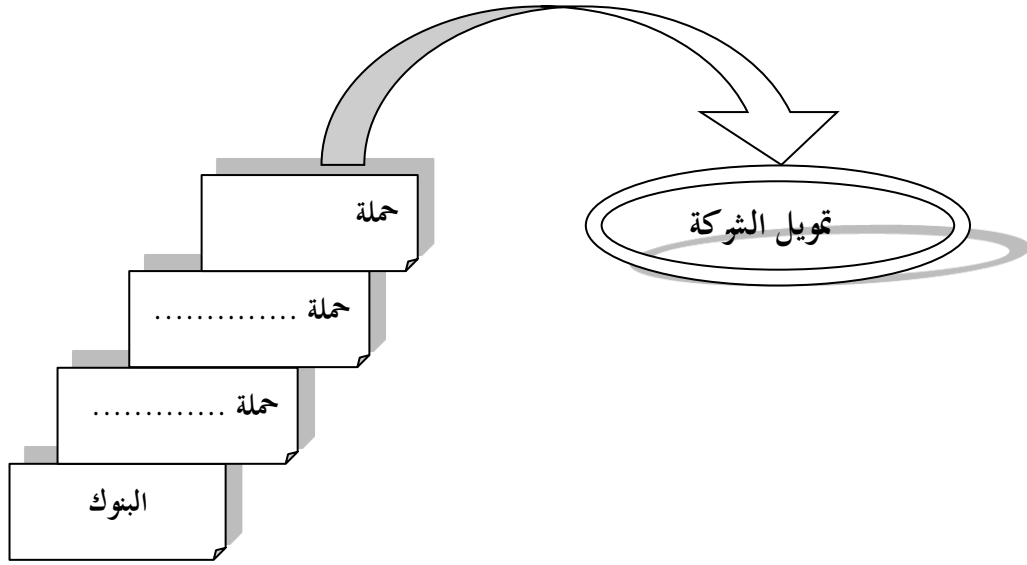 حملة
تمويل الشركة
حملة ..............
حملة .............
البنوك